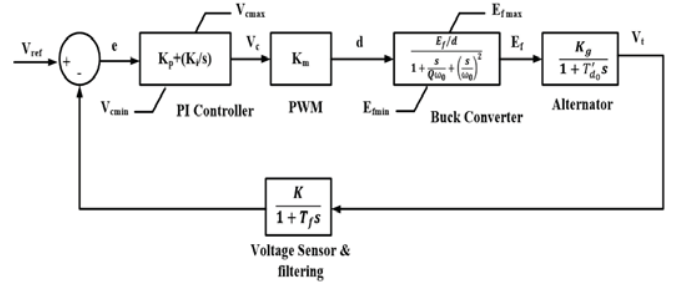 V_ref
+
-
e
V_cmax
K_p+(K_i/s)
V_cmin
PI Controller
V_c
K_m
PWM
d
E_fmax
E_f/d
1 + s/Qω_0 + (s/ω_0)^2
E_fmin
Buck Converter
E_f
K_g
1 + T'_d_0 s
Alternator
V_t
K
1 + T_f s
Voltage Sensor &
filtering